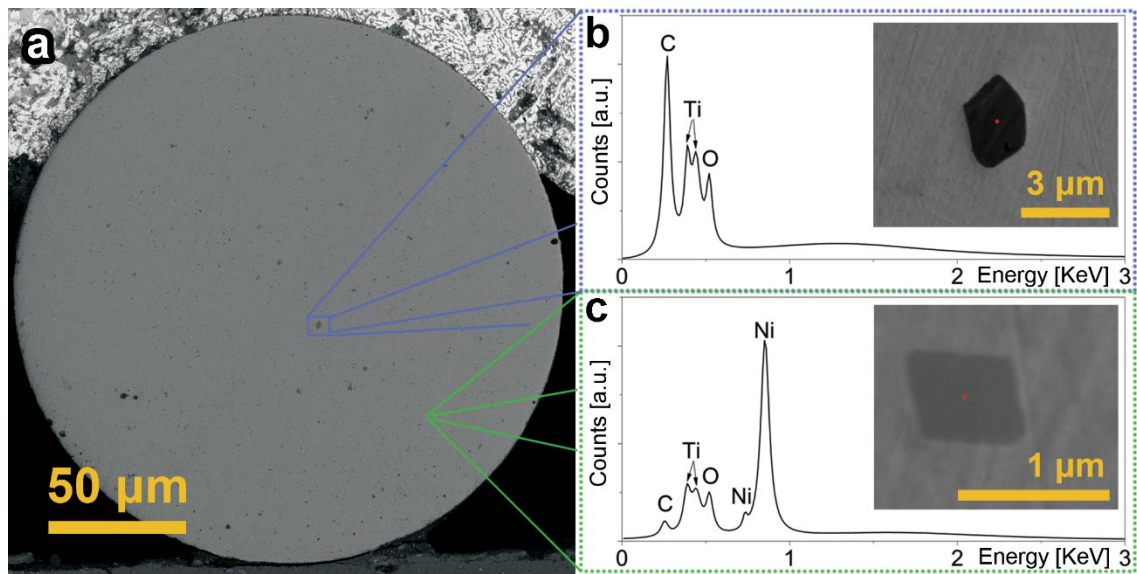 a
50 µm
b
Counts [a.u.]
C
Ti
O
3 µm
0 1 2 3
Energy [KeV]
c
Counts [a.u.]
C
Ti
O
Ni
Ni
1 µm
0 1 2 3
Energy [KeV]